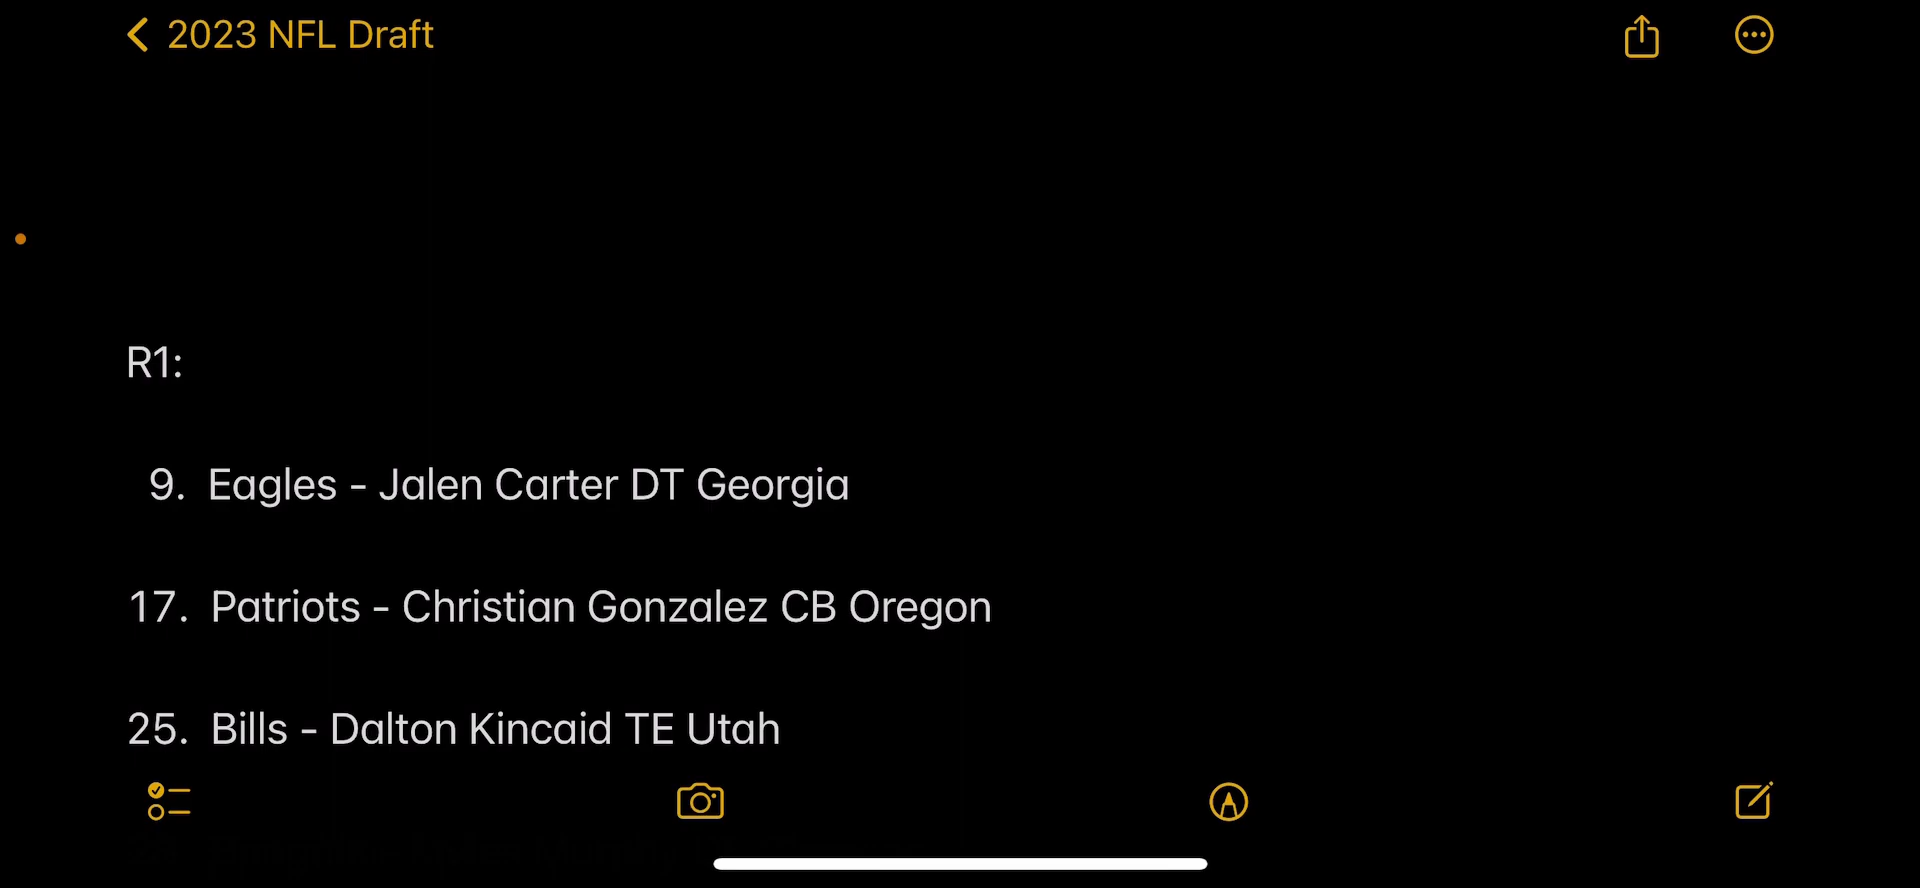 2023 NFL Draft
R1:
9. Eagles - Jalen Carter DT Georgia
17. Patriots - Christian Gonzalez CB Oregon
25. Bills - Dalton Kincaid TE Utah